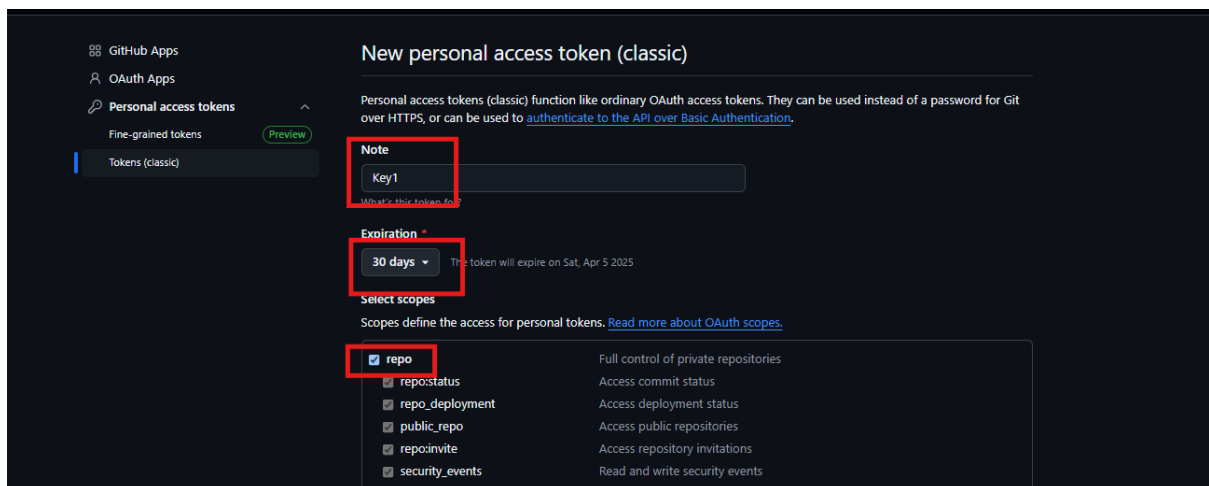 GitHub Apps
OAuth Apps
Personal access tokens
Fine-grained tokens Preview
Tokens (classic)
New personal access token (classic)
Personal access tokens (classic) function like ordinary OAuth access tokens. They can be used instead of a password for Git
over HTTPS, or can be used to authenticate to the API over Basic Authentication.
Note
Key1
What's this token for?
Expiration *
30 days The token will expire on Sat, Apr 5 2025
Select scopes
Scopes define the access for personal tokens. Read more about OAuth scopes.
repo Full control of private repositories
repo:status Access commit status
repo_deployment Access deployment status
public_repo Access public repositories
repo:invite Access repository invitations
security_events Read and write security events